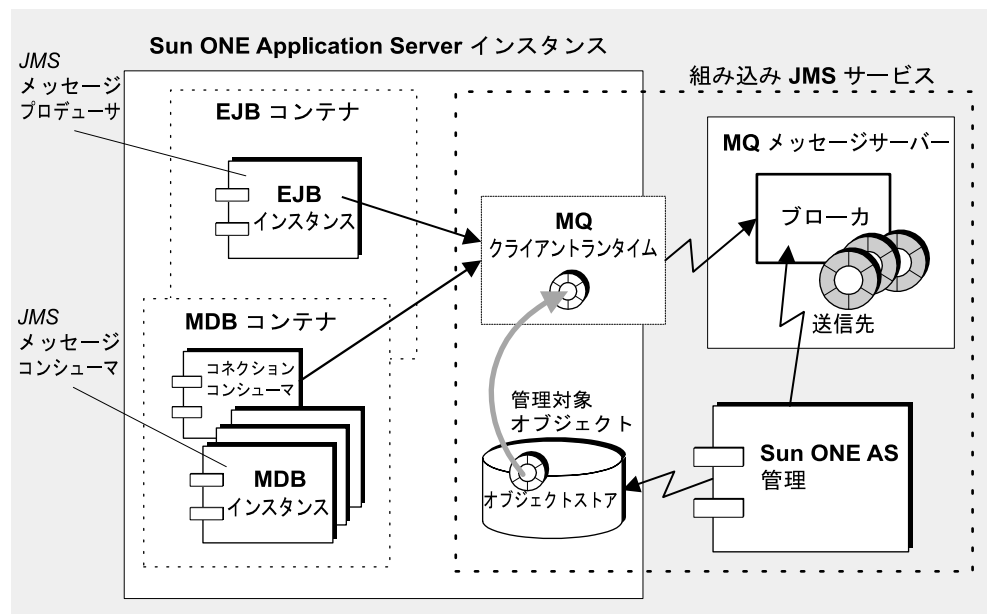 Sun ONE Application Server インスタンス
JMS
メッセージ
プロデューサ
組み込み JMS サービス
EJB コンテナ
MQ メッセージサーバー
EJB
インスタンス
ブローカ
MQ
クライアントランタイム
送信先
JMS
メッセージ
コンシューマ
MDB コンテナ
コネクション
コンシューマ
管理対象
オブジェクト
Sun ONE AS
管理
MDB
インスタンス
オブジェクトストア